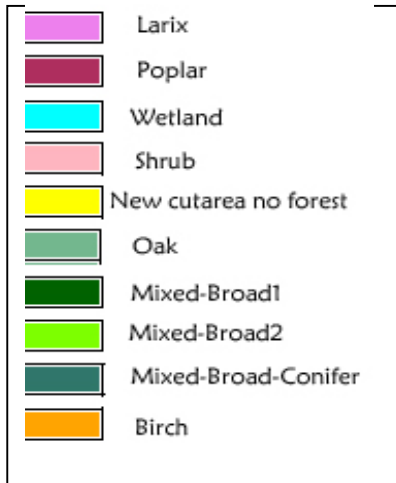 Larix
Poplar
Wetland
Shrub
New cutarea no forest
Oak
Mixed-Broad1
Mixed-Broad2
Mixed-Broad-Conifer
Birch